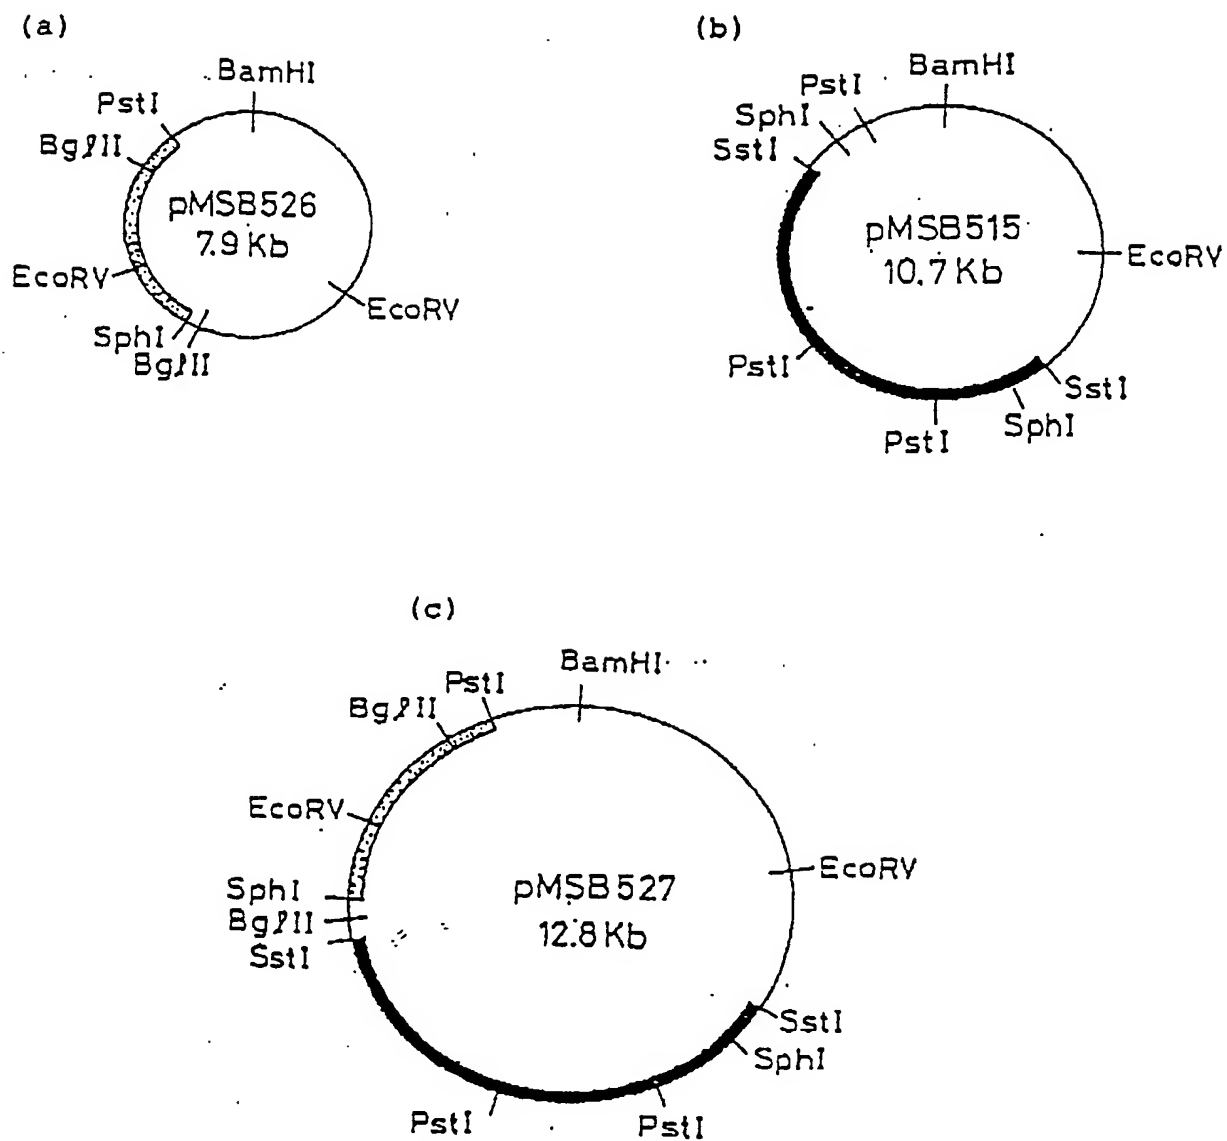 (a)
BamHI
PstI
BglII
pMSB526
7.9 Kb
EcoRV
EcoRV
SphI
BglII
(b)
BamHI
PstI
SphI
SstI
pMSB515
10.7 Kb
EcoRV
PstI
SstI
SphI
PstI
(c)
BamHI
PstI
BglII
EcoRV
EcoRV
SphI
pMSB527
BglII
12.8 Kb
SstI
SstI
SphI
PstI
PstI